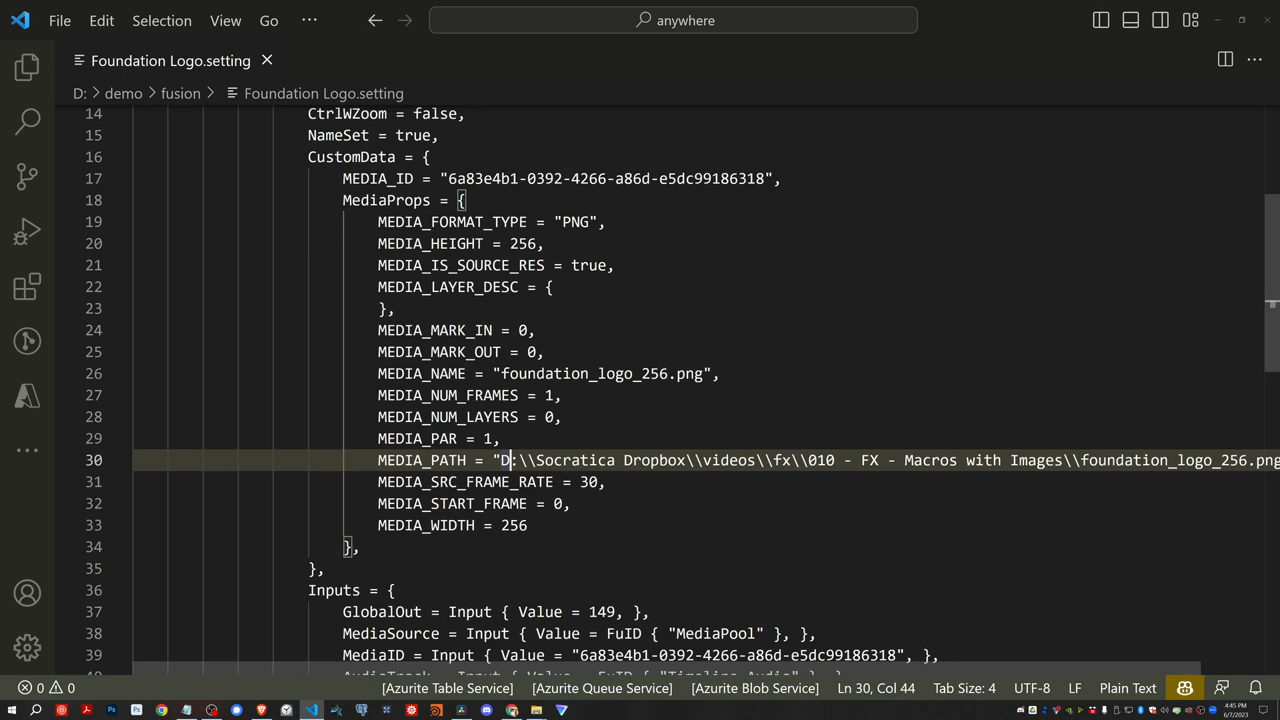 File Edit Selection View Go ··· anywhere
Foundation Logo.setting
D: > demo > fusion > Foundation Logo.setting
14 CtrlWZoom = false,
15 NameSet = true,
16 CustomData = {
17 MEDIA_ID = "6a83e4b1-0392-4266-a86d-e5dc99186318",
18 MediaProps = {
19 MEDIA_FORMAT_TYPE = "PNG",
20 MEDIA_HEIGHT = 256,
21 MEDIA_IS_SOURCE_RES = true,
22 MEDIA_LAYER_DESC = {
23 },
24 MEDIA_MARK_IN = 0,
25 MEDIA_MARK_OUT = 0,
26 MEDIA_NAME = "foundation_logo_256.png",
27 MEDIA_NUM_FRAMES = 1,
28 MEDIA_NUM_LAYERS = 0,
29 MEDIA_PAR = 1,
30 MEDIA_PATH = "D:\\Socratica Dropbox\\videos\\fx\\010 - FX - Macros with Images\\foundation_logo_256.png
31 MEDIA_SRC_FRAME_RATE = 30,
32 MEDIA_START_FRAME = 0,
33 MEDIA_WIDTH = 256
34 },
35 },
36 Inputs = {
37 GlobalOut = Input { Value = 149, },
38 MediaSource = Input { Value = FuID { "MediaPool" }, },
39 MediaID = Input { Value = "6a83e4b1-0392-4266-a86d-e5dc99186318", },
0 0 [Azurite Table Service] [Azurite Queue Service] [Azurite Blob Service] Ln 30, Col 44 Tab Size: 4 UTF-8 LF Plain Text
4:45 PM
6/7/2023